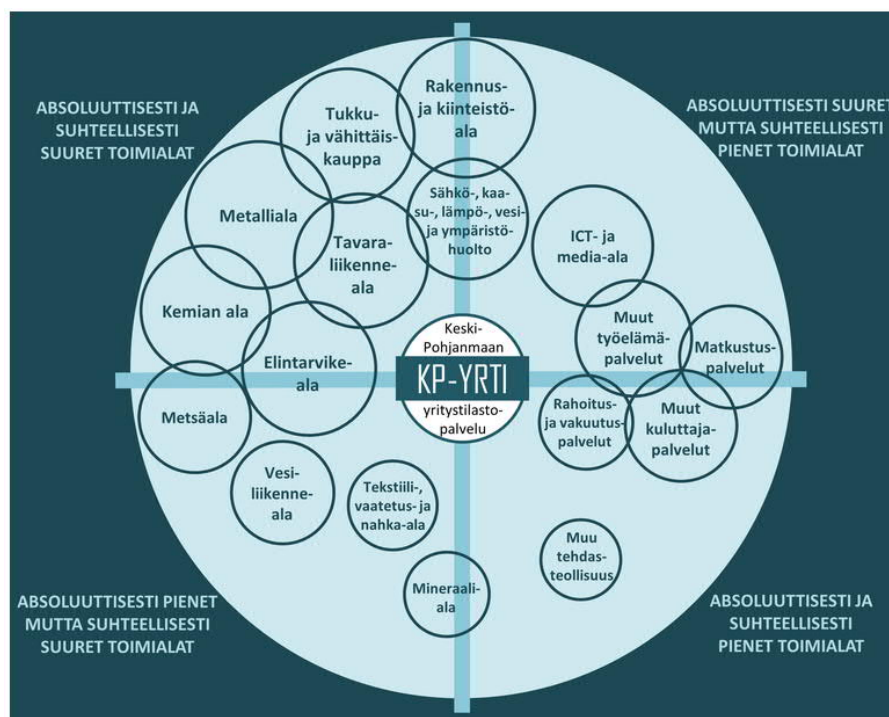 ABSOLUUTTISESTI JA
SUHTEELLISESTI
SUURET TOIMIALAT
ABSOLUUTTISESTI SUURET
MUTTA SUHTEELLISESTI
PIENET TOIMIALAT
Rakennus-
ja kiinteistö-
ala
Tukku-
ja vähittäis-
kauppa
Sähkö-, kaa-
su-, lämpö-, vesi-
ja ympäristö-
huolto
Metalliala
Tavara-
liikenne-
ala
ICT- ja
media-ala
Kemian ala
Muut
työelämä-
palvelut
Matkustus-
palvelut
Elintarvike-
ala
Keski-
Pohjanmaan
KP-YRTI
yritystilasto-
palvelu
Metsäala
Rahoitus-
ja vakuutus-
palvelut
Muut
kuluttaja-
palvelut
Vesi-
liikenne-
ala
Tekstiili-,
vaatetus- ja
nahka-ala
Muu
tehdas-
teollisuus
Mineraali-
ala
ABSOLUUTTISESTI PIENET
MUTTA SUHTEELLISESTI
SUURET TOIMIALAT
ABSOLUUTTISESTI JA
SUHTEELLISESTI
PIENET TOIMIALAT